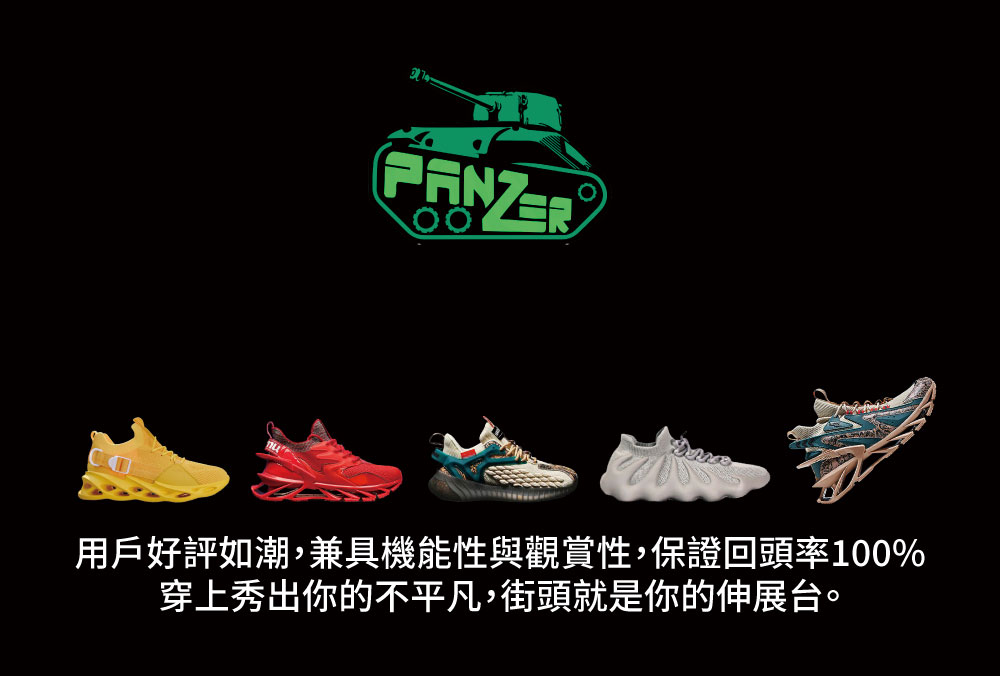 PANZER
nu
用戶好評如潮，兼具機能性與觀賞性，保證回頭率100%
穿上秀出你的不平凡，街頭就是你的伸展台。